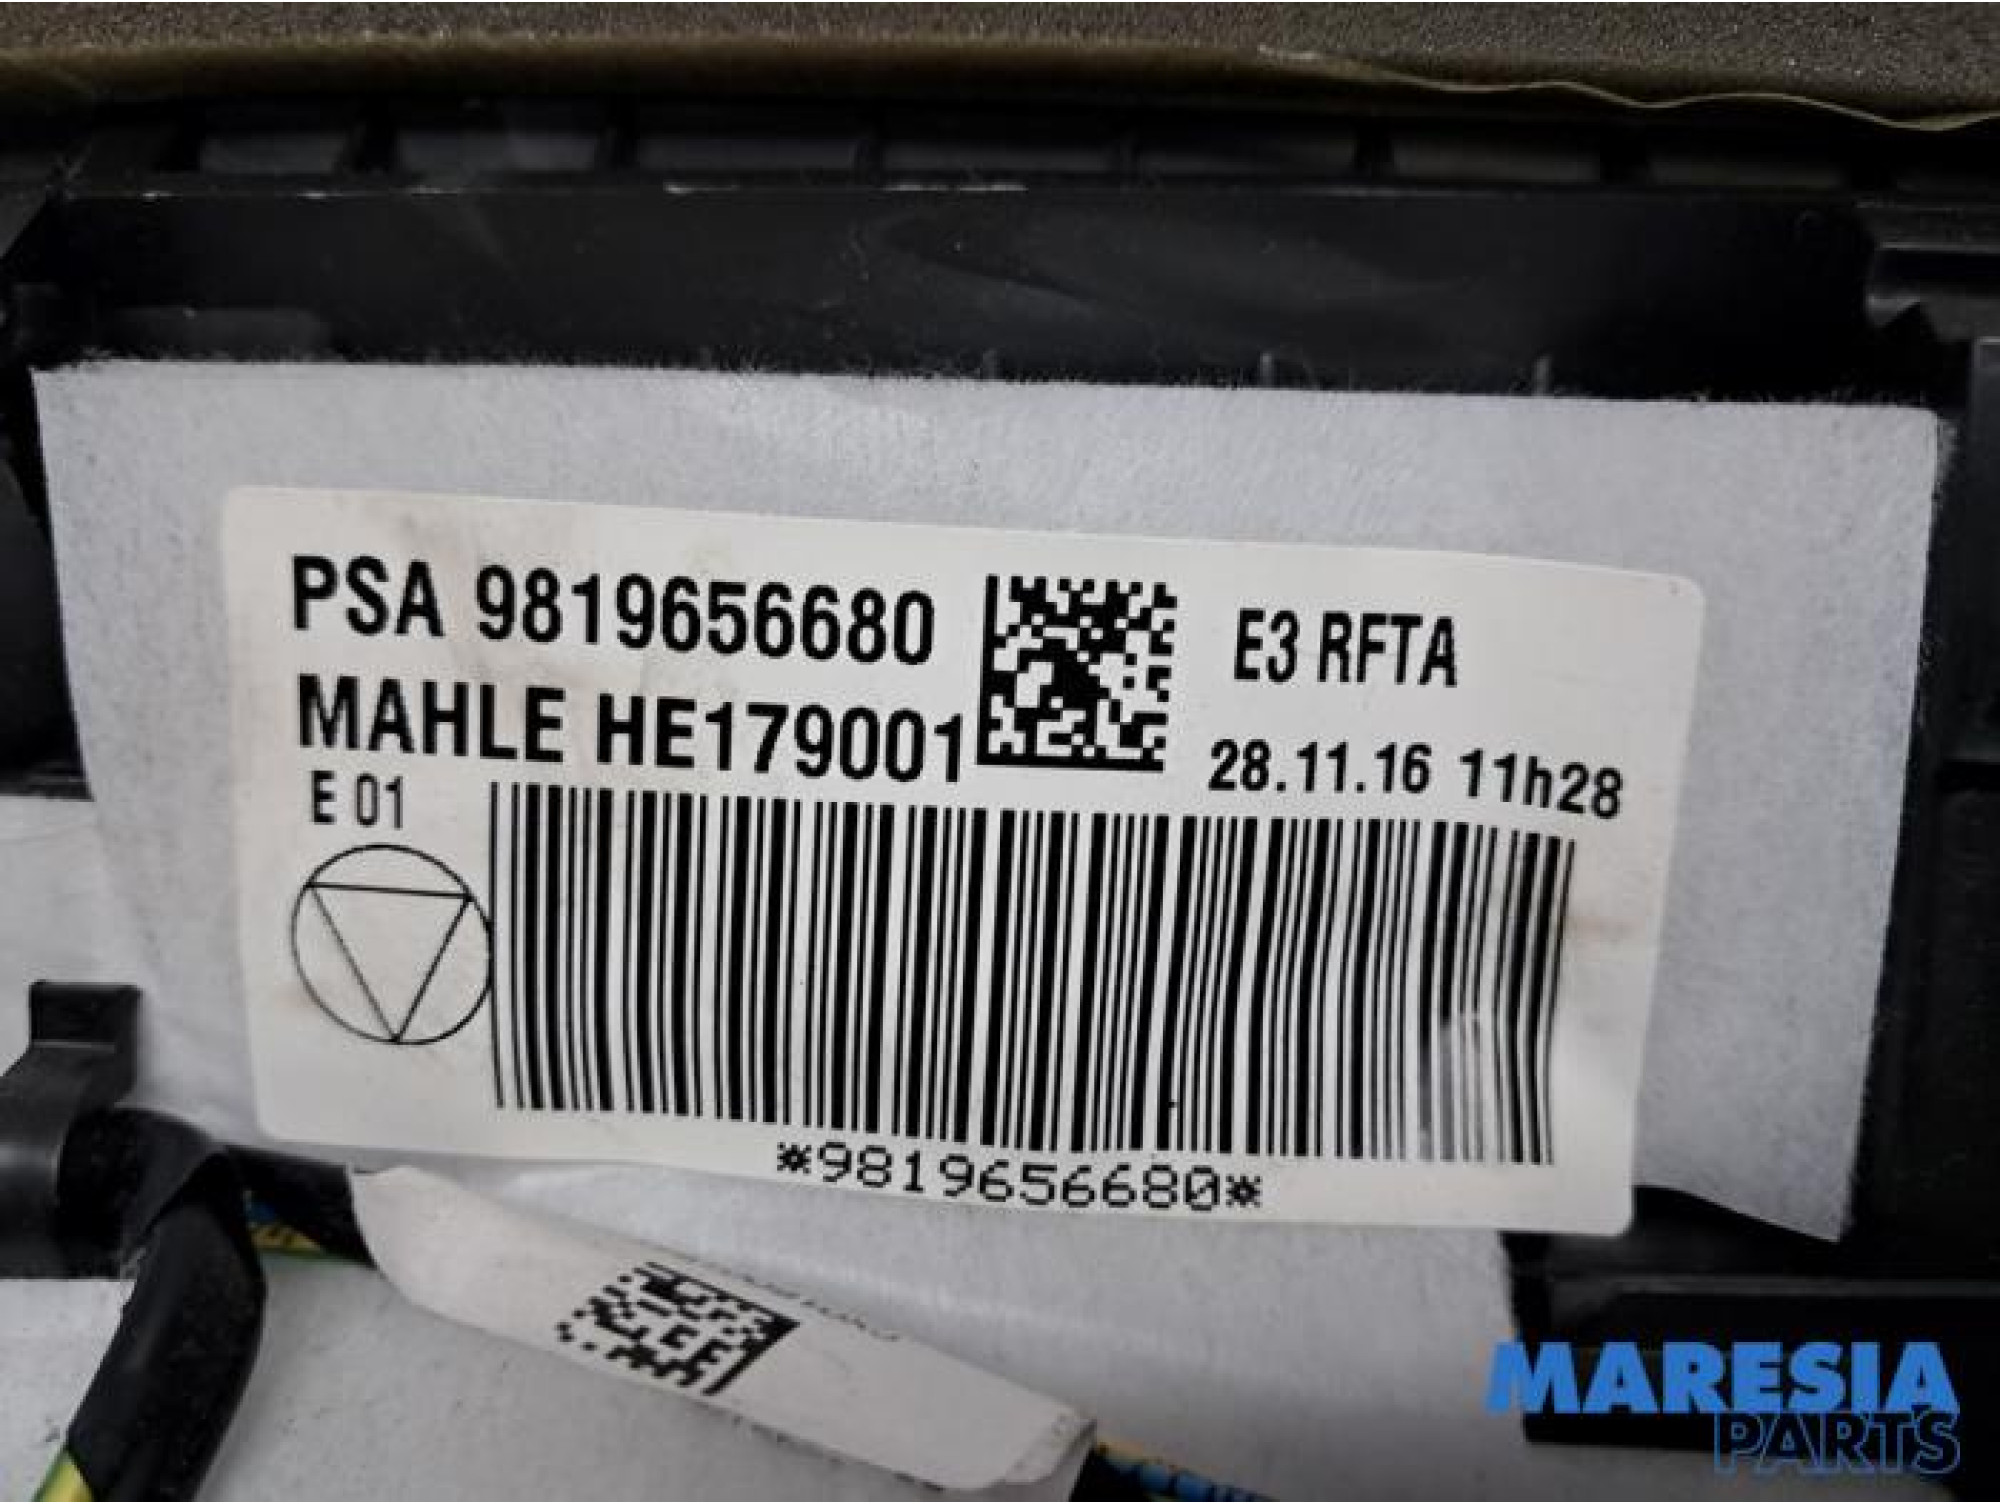 PSA 9819656680
MAHLE HE179001
E 01
E3 RFTA
28.11.16 11h28
*9819656680*
MARESIA
PARTS